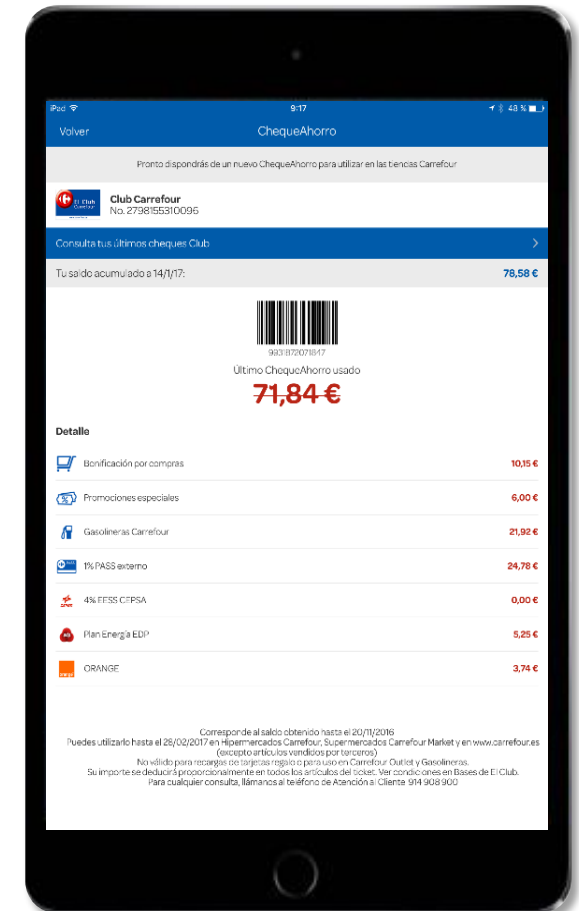 iPad 9:17 48 %
Volver ChequeAhorro
Pronto dispondrás de un nuevo ChequeAhorro para utilizar en las tiendas Carrefour
El Club
Carrefour
Club Carrefour
No. 2798155310096
Consulta tus últimos cheques Club
Tu saldo acumulado a 14/1/17: 78,58 €
9931872071847
Último ChequeAhorro usado
71,84 €
Detalle
Bonificación por compras 10,15 €
Promociones especiales 6,00 €
Gasolineras Carrefour 21,92 €
1% PASS externo 24,78 €
4% EESS CEPSA 0,00 €
Plan Energía EDP 5,25 €
ORANGE 3,74 €
Corresponde al saldo obtenido hasta el 20/11/2016
Puedes utilizarlo hasta el 28/02/2017 en Hipermercados Carrefour, Supermercados Carrefour Market y en www.carrefour.es
(excepto artículos vendidos por terceros)
No válido para recargas de tarjetas regalo o para uso en Carrefour Outlet y Gasolineras.
Su importe se deducirá proporcionalmente en todos los artículos del ticket. Ver condiciones en Bases de El Club.
Para cualquier consulta, llámanos al teléfono de Atención al Cliente 914 908 900